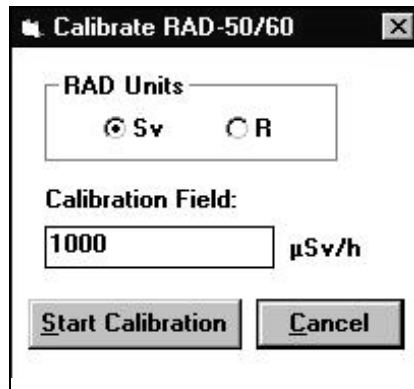 Calibrate RAD-50/60
RAD Units
Sv R
Calibration Field:
1000 µSv/h
Start Calibration Cancel